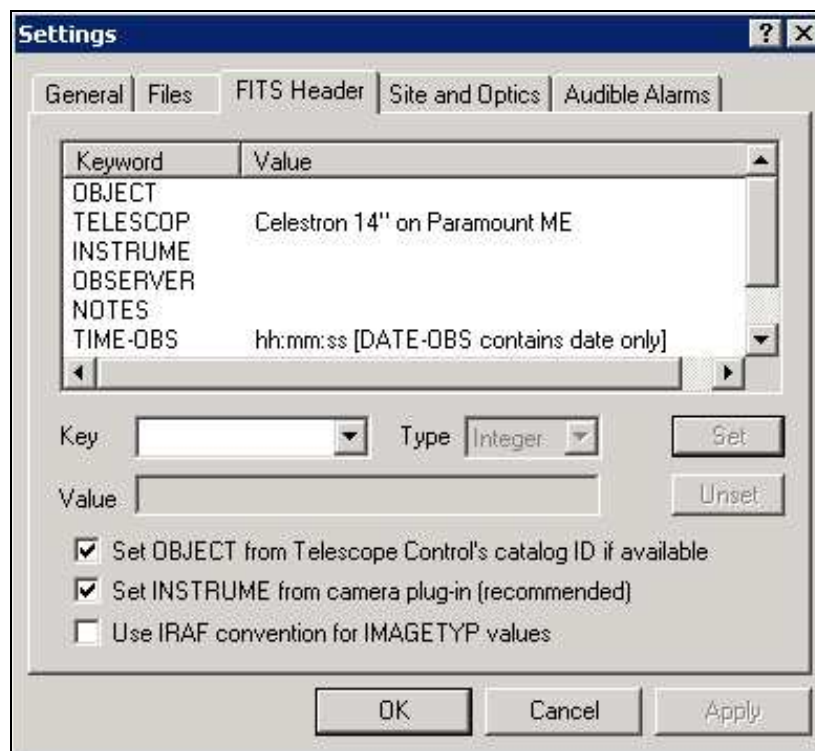 Settings
General Files FITS Header Site and Optics Audible Alarms
Keyword Value
OBJECT
TELESCOP Celestron 14" on Paramount ME
INSTRUME
OBSERVER
NOTES
TIME-OBS hh:mm:ss [DATE-OBS contains date only]
Key Type Integer Set
Value Unset
Set OBJECT from Telescope Control's catalog ID if available
Set INSTRUME from camera plug-in (recommended)
Use IRAF convention for IMAGETYP values
OK Cancel Apply